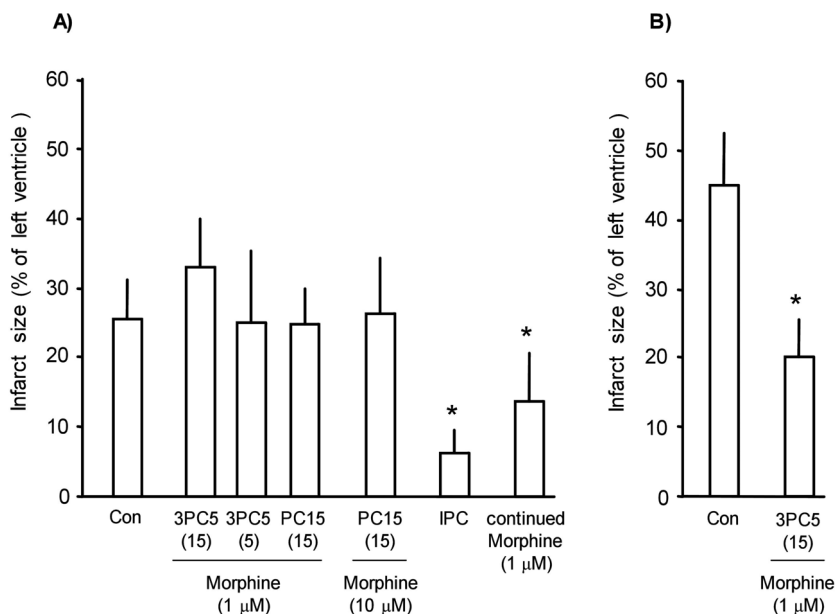 A)
Infarct size (% of left ventricle )
60
50
40
30
20
10
0
*
*
Con
3PC5
(15)
3PC5
(5)
PC15
(15)
Morphine
(1 μM)
PC15
(15)
Morphine
(10 μM)
IPC
continued
Morphine
(1 μM)
B)
Infarct size (% of left ventricle )
60
50
40
30
20
10
0
*
Con
3PC5
(15)
Morphine
(1 μM)